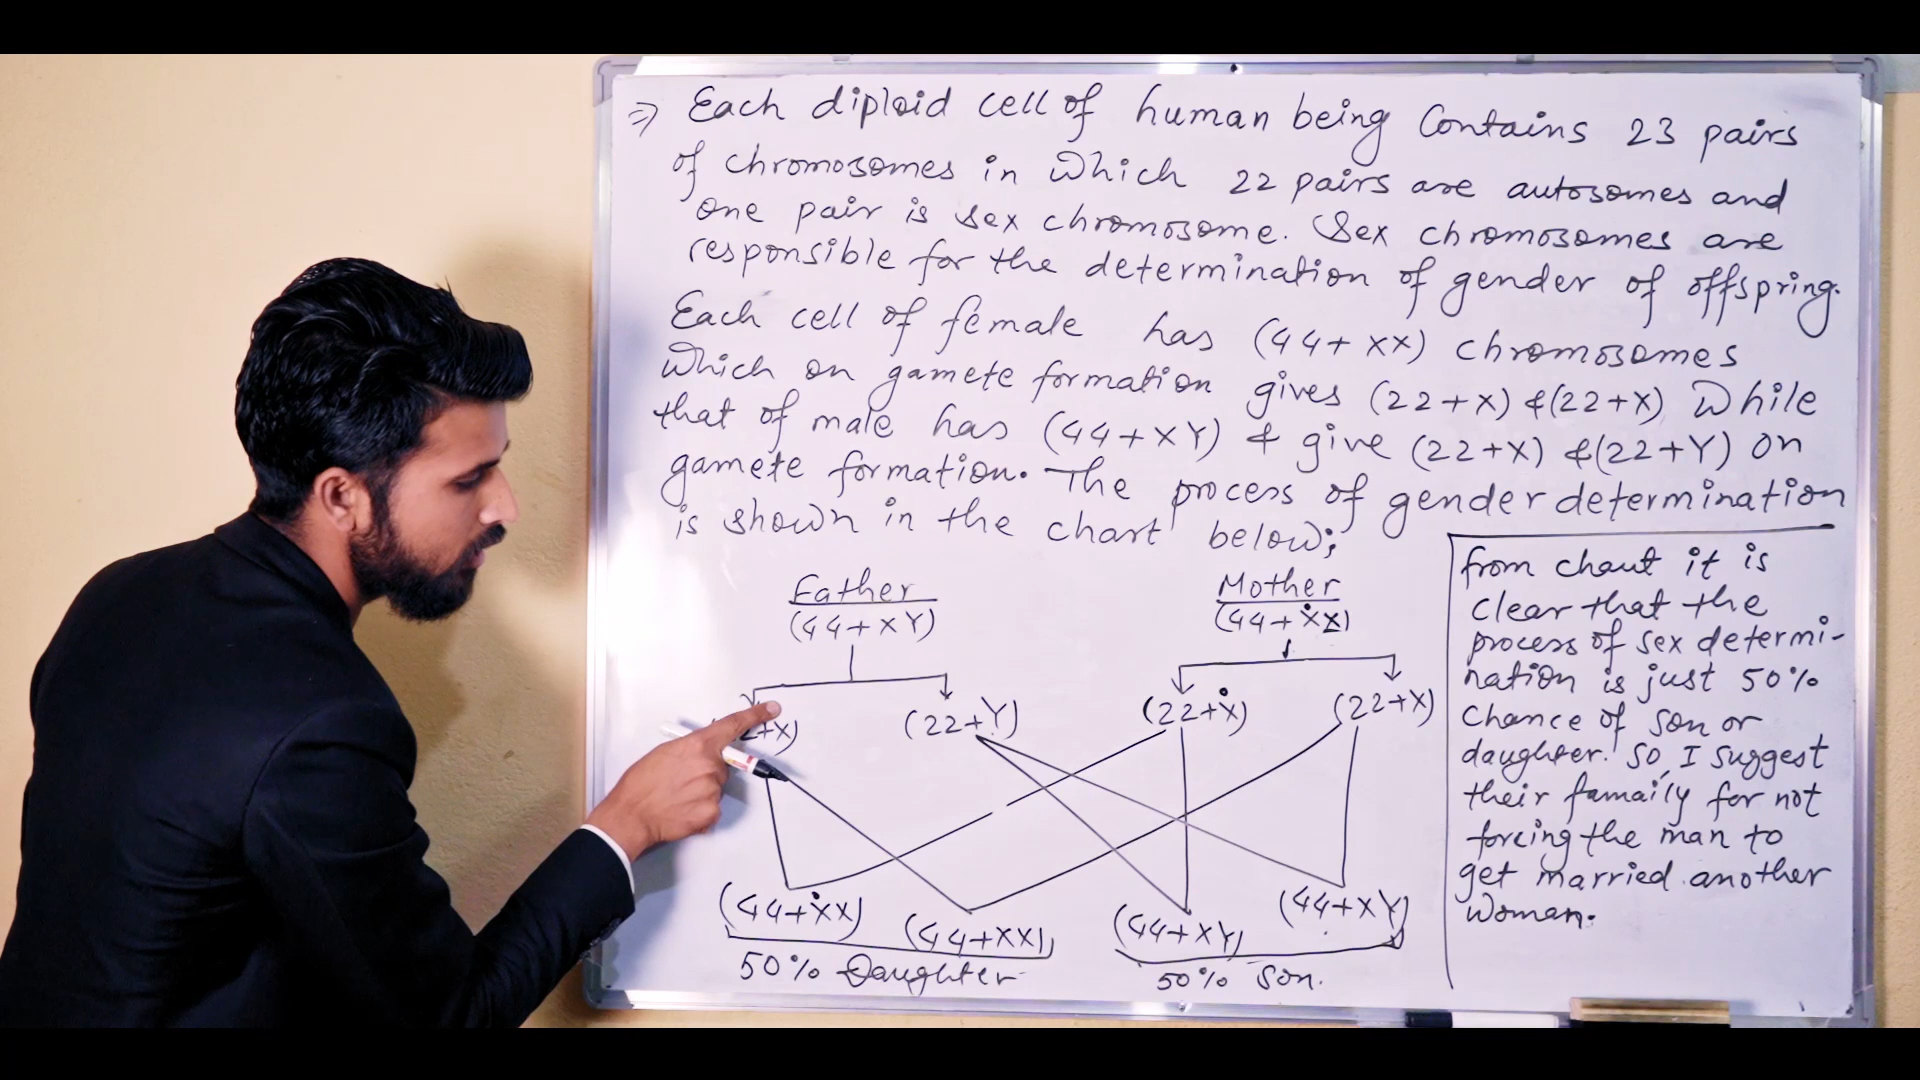 ⇒ Each diploid cell of human being Contains 23 pairs
of chromosomes in which 22 pairs are autosomes and
one pair is sex chromosome. Sex chromosomes are
responsible for the determination of gender of offspring.
Each cell of female has (44+XX) chromosomes
which on gamete formation gives (22+X) &(22+X) While
that of male has (44+XY) & give (22+X) &(22+Y) on
gamete formation. The process of gender determination
is shown in the chart below;
Father
(44+XY)
Mother
(44+XX)
2+X)
(22+Y)
(22+X)
(22+X)
(44+XX)
(44+XX)
(44+XY)
(44+XY)
50% Daughter
50% Son.
from chaut it is
clear that the
process of sex determi-
nation is just 50%
chance of son or
daughter. So, I suggest
their famaily for not
forcing the man to
get married another
woman.